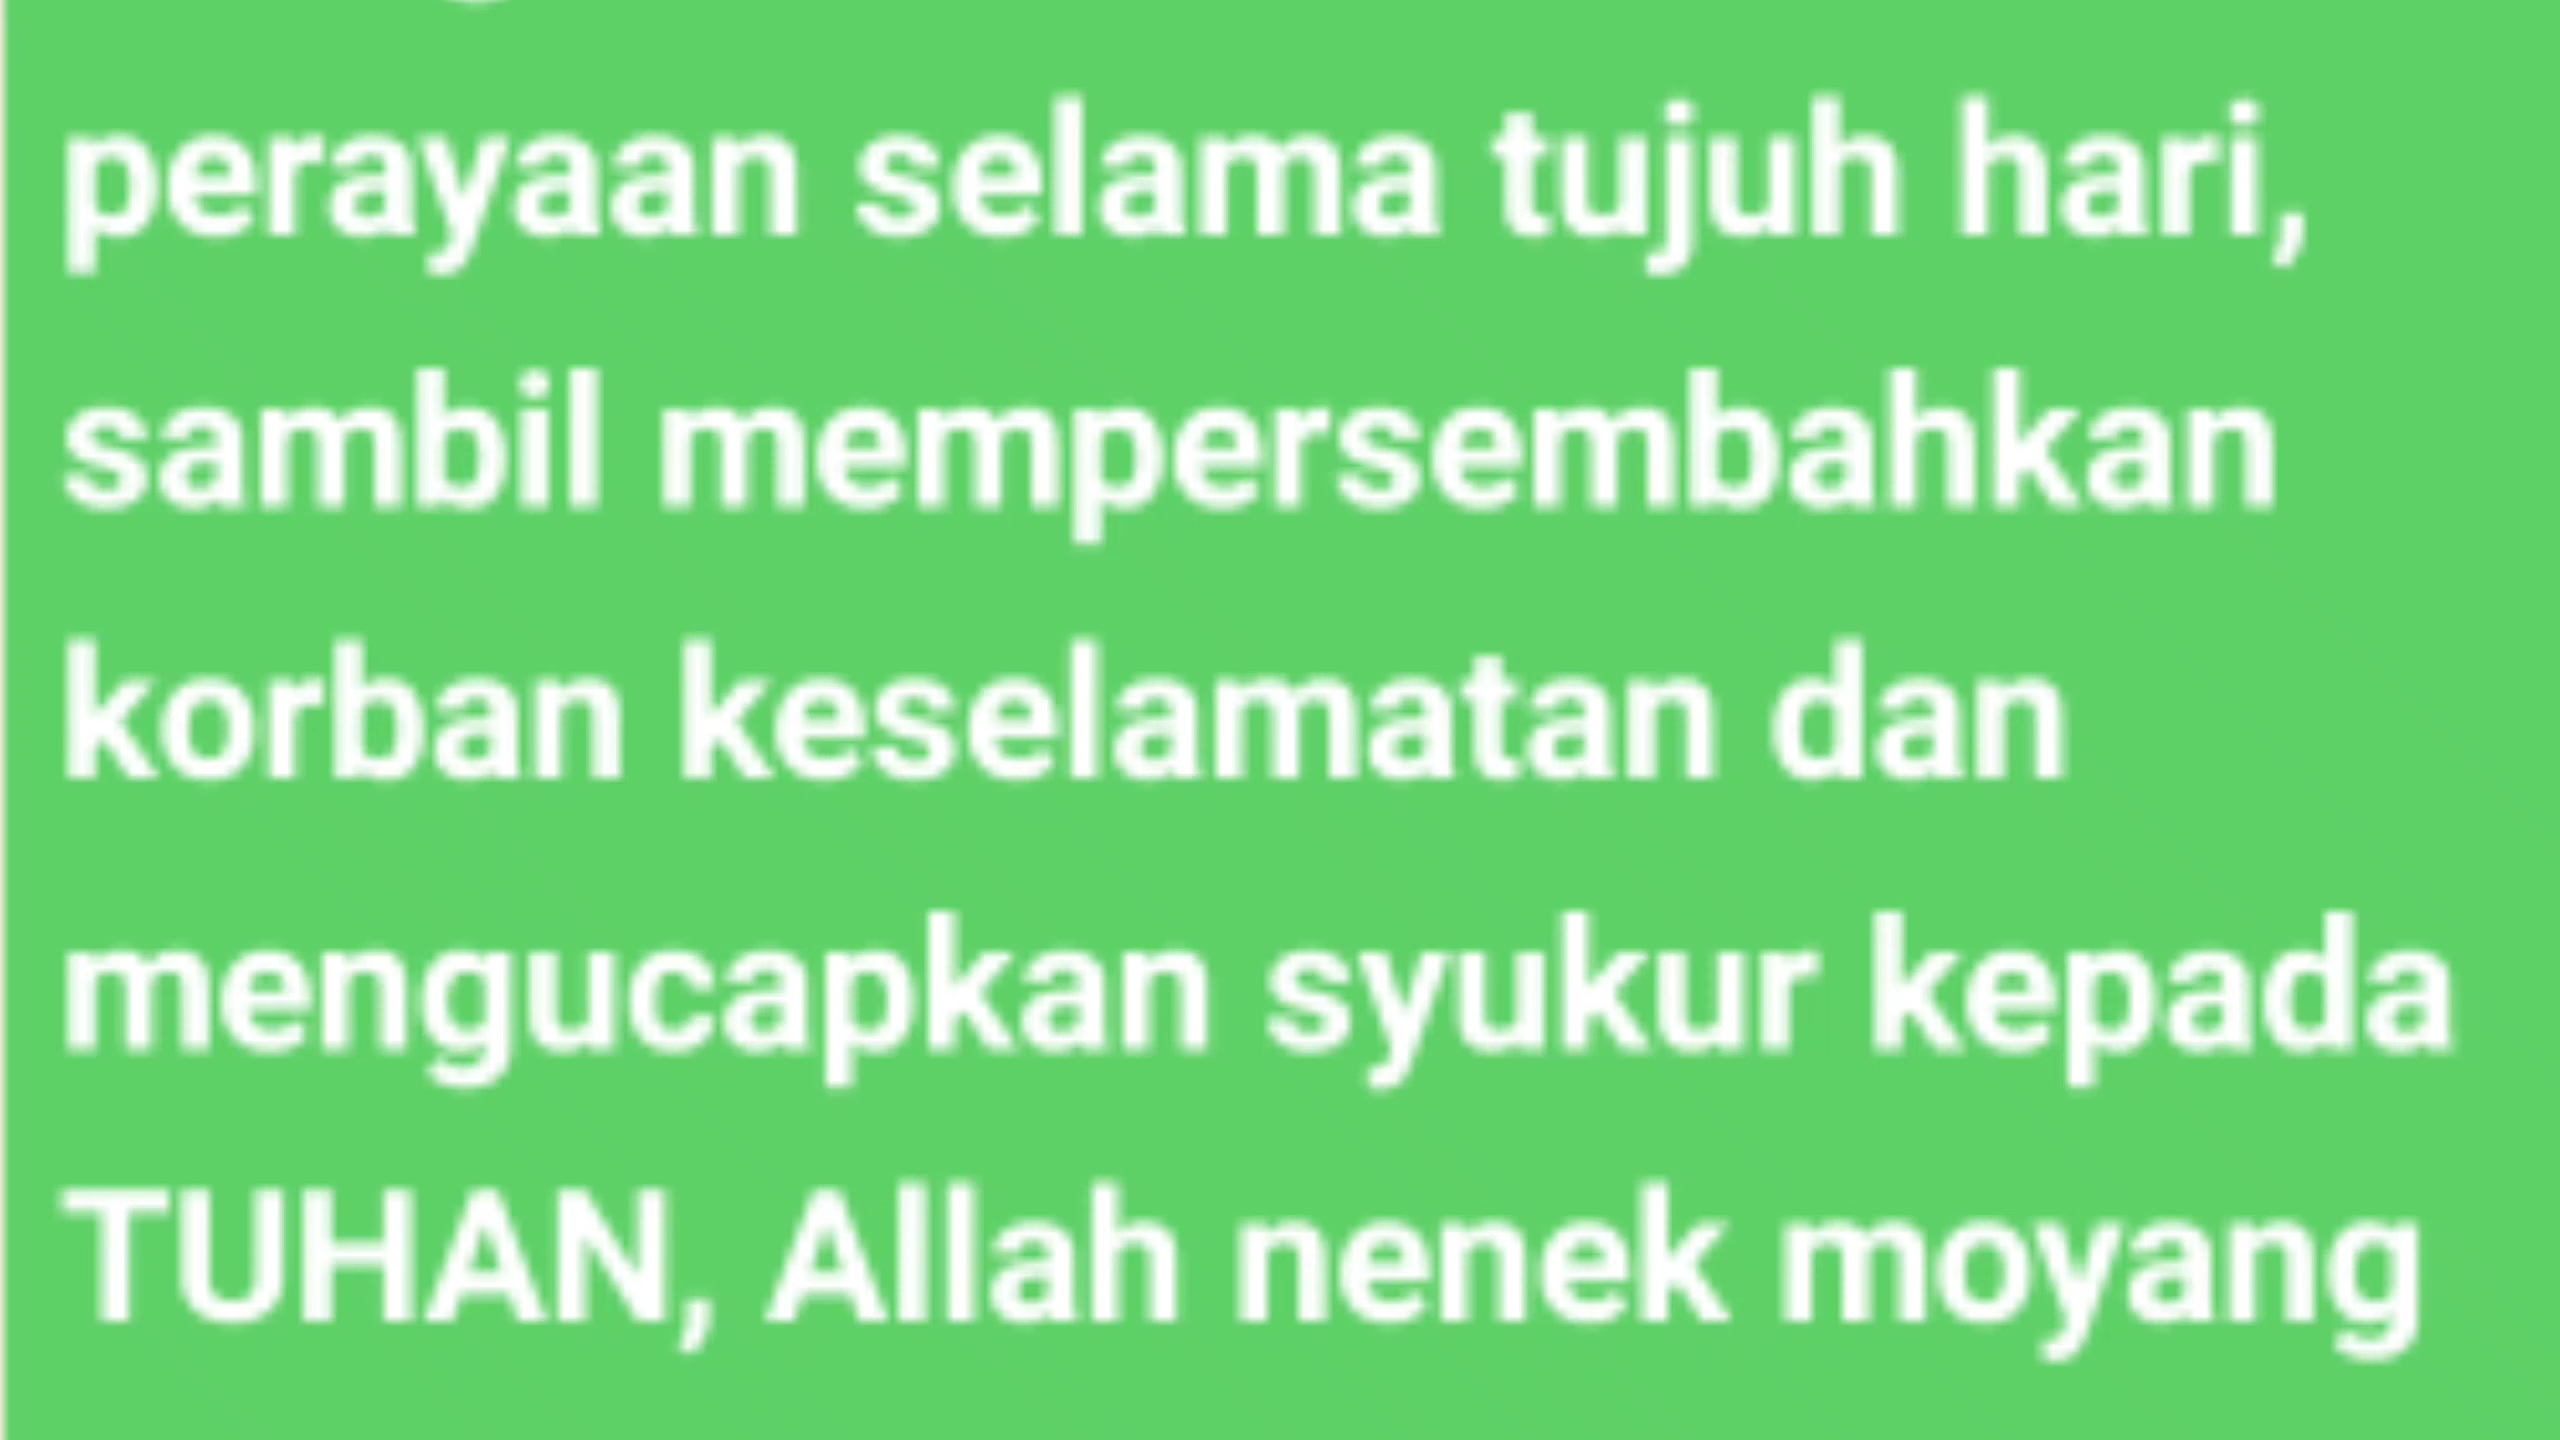 perayaan selama tujuh hari,
sambil mempersembahkan
korban keselamatan dan
mengucapkan syukur kepada
TUHAN, Allah nenek moyang